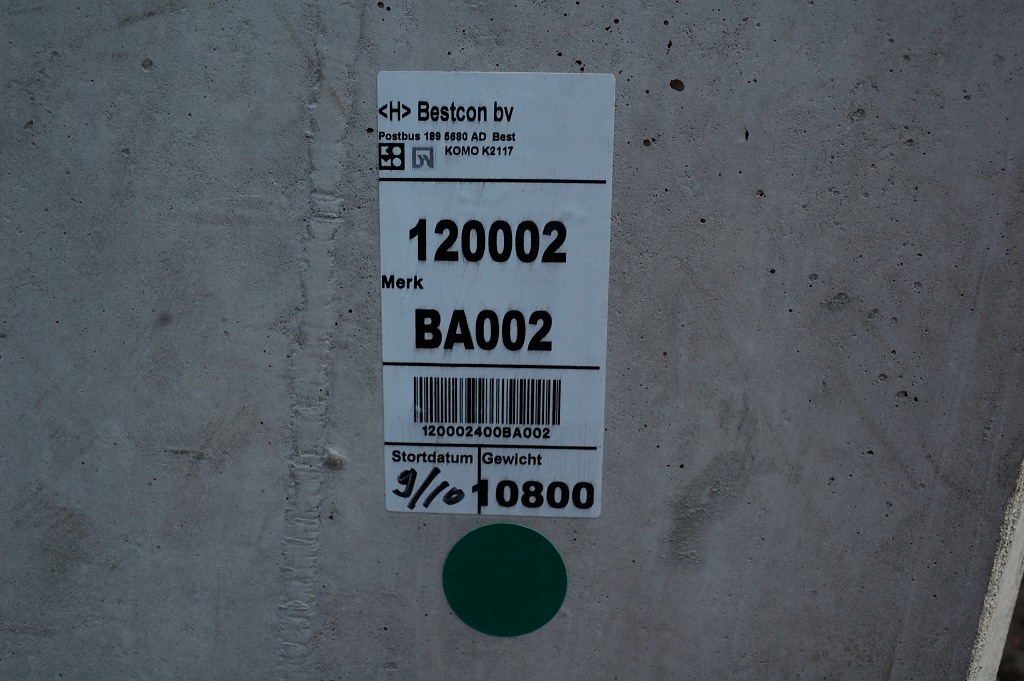 <H> Bestcon bv
Postbus 189 5680 AD Best
KOMO K2117
120002
Merk
BA002
120002400BA002
Stortdatum Gewicht
9/10 10800